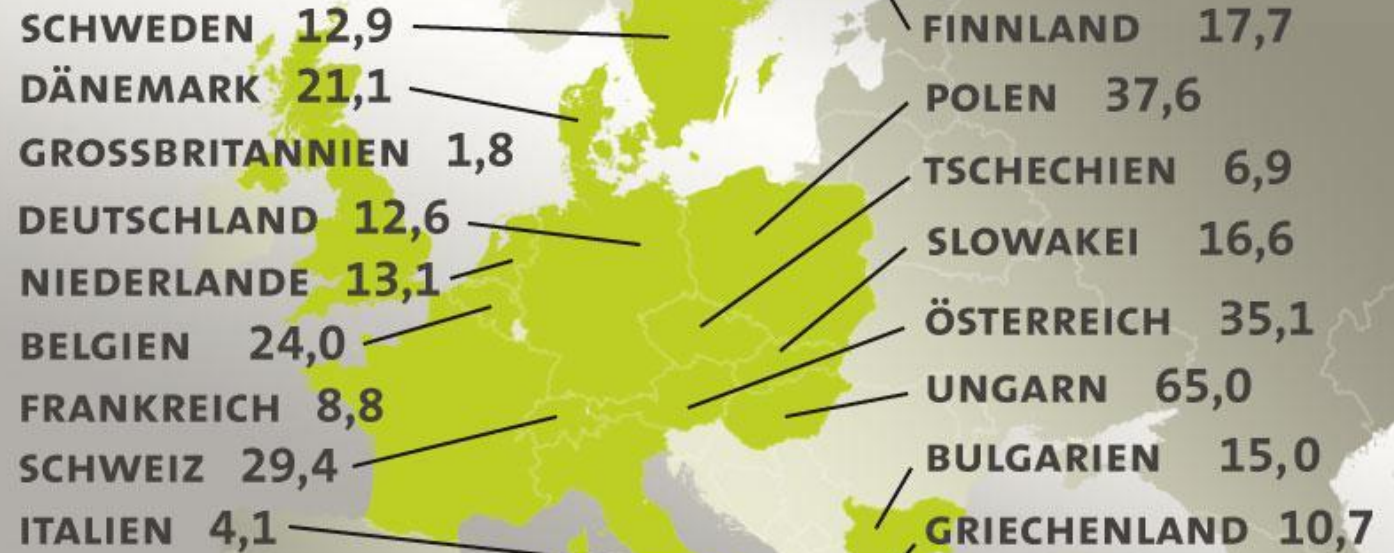 SCHWEDEN 12,9
DÄNEMARK 21,1
GROSSBRITANNIEN 1,8
DEUTSCHLAND 12,6
NIEDERLANDE 13,1
BELGIEN 24,0
FRANKREICH 8,8
SCHWEIZ 29,4
ITALIEN 4,1
FINNLAND 17,7
POLEN 37,6
TSCHECHIEN 6,9
SLOWAKEI 16,6
ÖSTERREICH 35,1
UNGARN 65,0
BULGARIEN 15,0
GRIECHENLAND 10,7